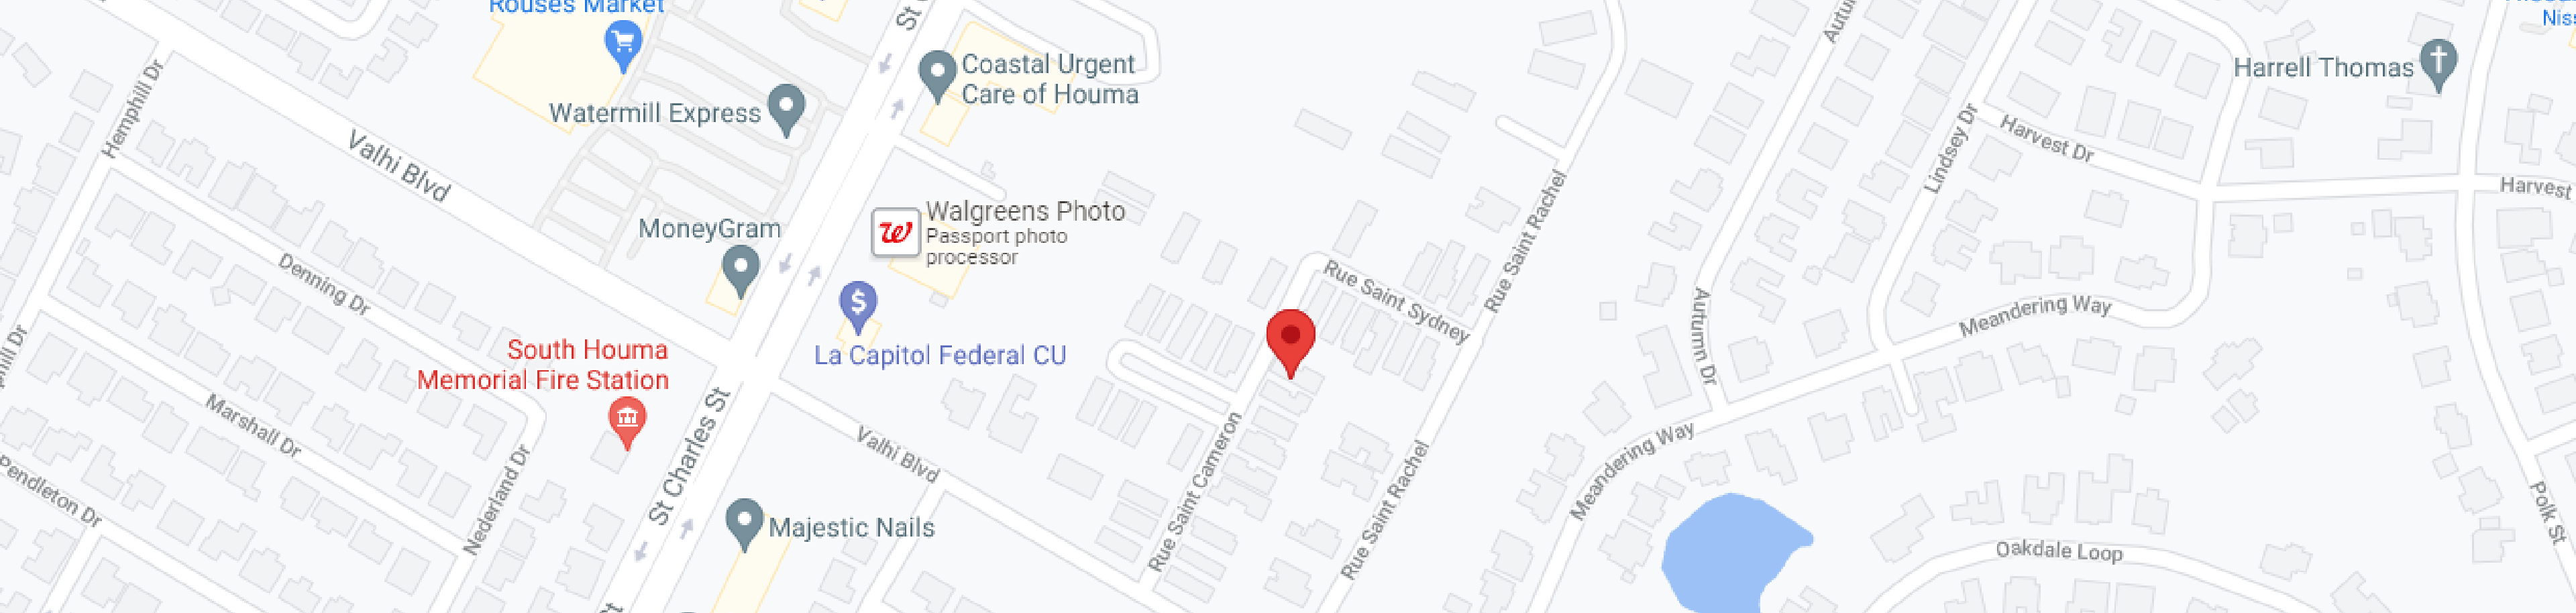 Rouses Market
St C
Autu
Nis
Coastal Urgent
Care of Houma
Harrell Thomas
Hemphill Dr
Watermill Express
Valhi Blvd
Lindsey Dr
Harvest Dr
Harvest
Walgreens Photo
Passport photo
processor
MoneyGram
Rue Saint Rachel
Denning Dr
Rue Saint Sydney
$
La Capitol Federal CU
South Houma
Memorial Fire Station
Autumn Dr
Meandering Way
Marshall Dr
St Charles St
Valhi Blvd
Rue Saint Cameron
Meandering Way
Pendleton Dr
Nederland Dr
Majestic Nails
Rue Saint Rachel
Oakdale Loop
Polk St